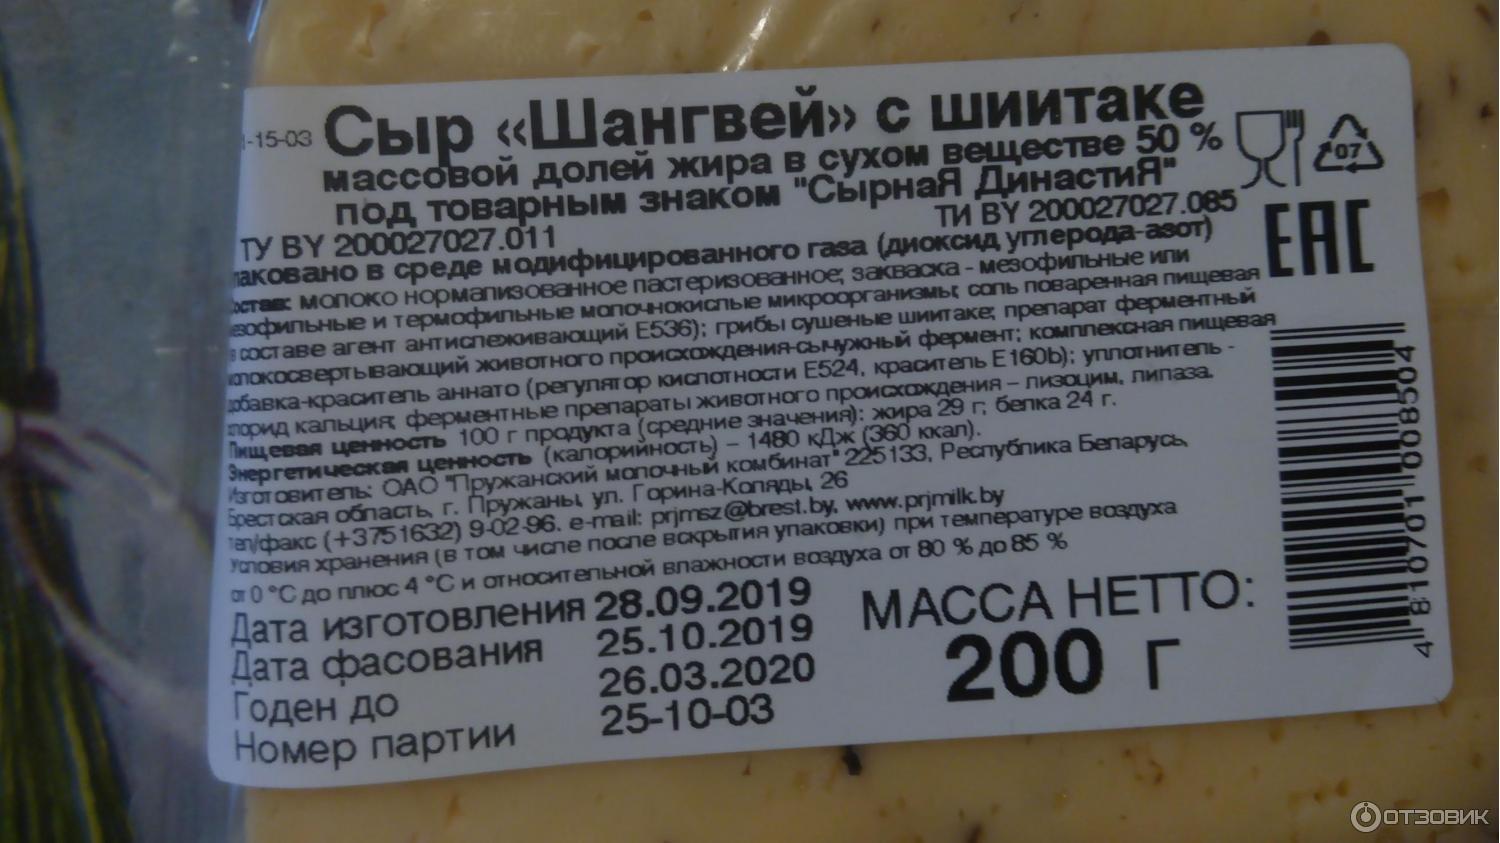 -15-03
Сыр «Шангвей» с шиитаке
массовой долей жира в сухом веществе 50 %
под товарным знаком "СырнаЯ ДинастиЯ"
ТУ BY 200027027.011
ТИ BY 200027027.085
паковано в среде модифицированного газа (диоксид углерода-азот)
остав: молоко нормализованное пастеризованное; закваска - мезофильные или
езофильные и термофильные молочнокислые микроорганизмы; соль поваренная пищевая
в составе агент антислеживающий Е536); грибы сушеные шиитаке; препарат ферментный
олокосвертывающий животного происхождения-сычужный фермент; комплексная пищевая
добавка-краситель аннато (регулятор кислотности Е524, краситель Е160b); уплотнитель -
хлорид кальция; ферментные препараты животного происхождения – лизоцим, липаза.
Пищевая ценность 100 г продукта (средние значения): жира 29 г; белка 24 г.
Энергетическая ценность (калорийность) – 1480 кДж (360 ккал).
Изготовитель: ОАО "Пружанский молочный комбинат" 225133, Республика Беларусь,
Брестская область, г. Пружаны, ул. Горина-Коляды, 26
тел/факс (+3751632) 9-02-96. e-mail: prjmsz@brest.by, www.prjmilk.by
Условия хранения (в том числе после вскрытия упаковки) при температуре воздуха
от 0 °С до плюс 4 °С и относительной влажности воздуха от 80 % до 85 %
Дата изготовления 28.09.2019
Дата фасования 25.10.2019
Годен до 26.03.2020
Номер партии 25-10-03
МАССА НЕТТО:
200 г
07
EAC
4 810701 008504
ОТЗОВИК